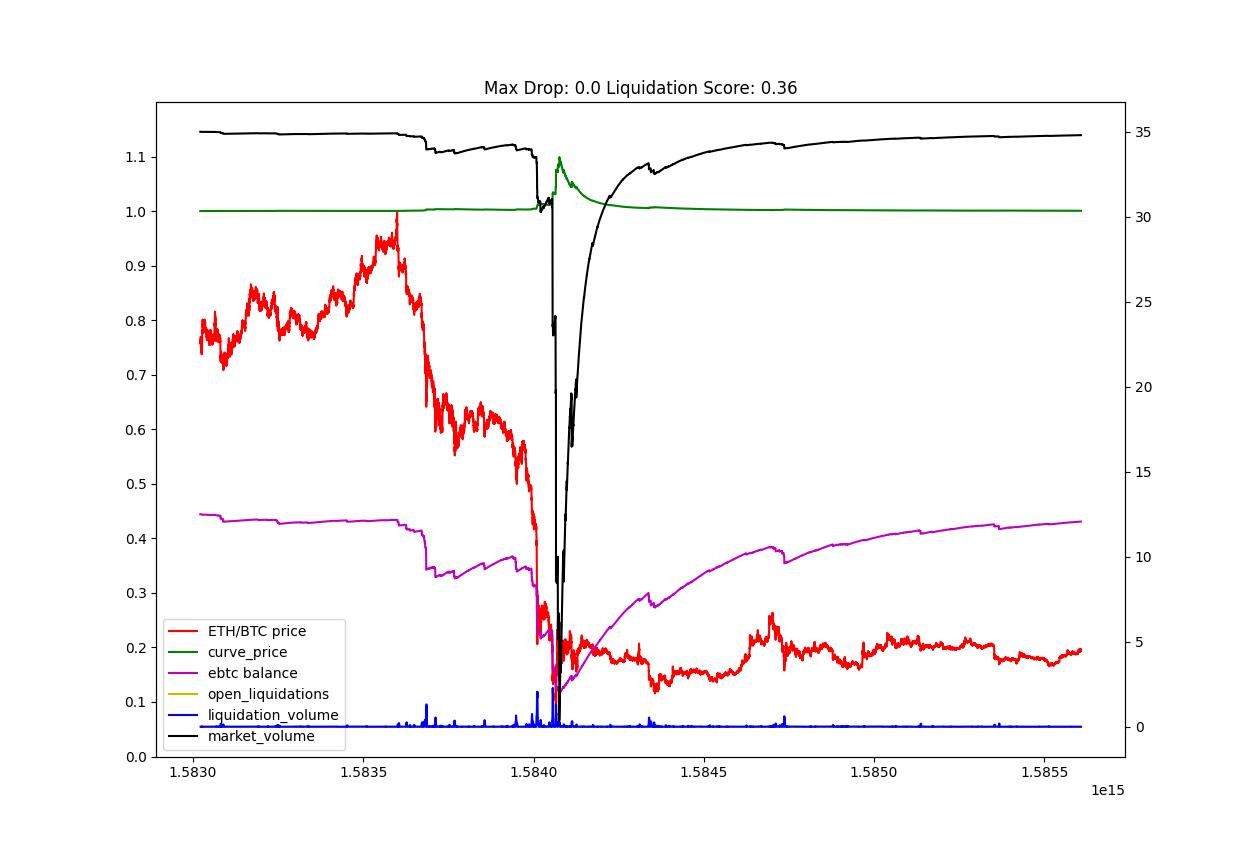 Max Drop: 0.0 Liquidation Score: 0.36
1.1
1.0
0.9
0.8
0.7
0.6
0.5
0.4
0.3
0.2
0.1
0.0
35
30
25
20
15
10
5
0
ETH/BTC price
curve_price
ebtc balance
open_liquidations
liquidation_volume
market_volume
1.5830 1.5835 1.5840 1.5845 1.5850 1.5855
1e15